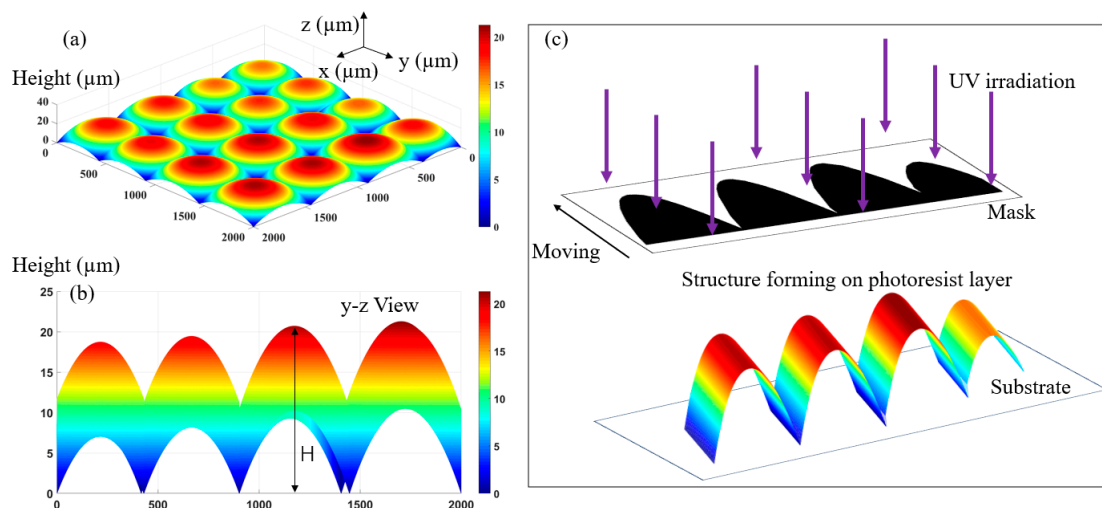 (a)
z (µm)
x (µm)
y (µm)
Height (µm)
40
20
0
0
500
1000
1500
2000
2000
1500
1000
500
0
20
15
10
5
0
Height (µm)
(b)
y-z View
25
20
15
10
5
0
H
0
500
1000
1500
2000
20
15
10
5
0
(c)
UV irradiation
Mask
Moving
Structure forming on photoresist layer
Substrate